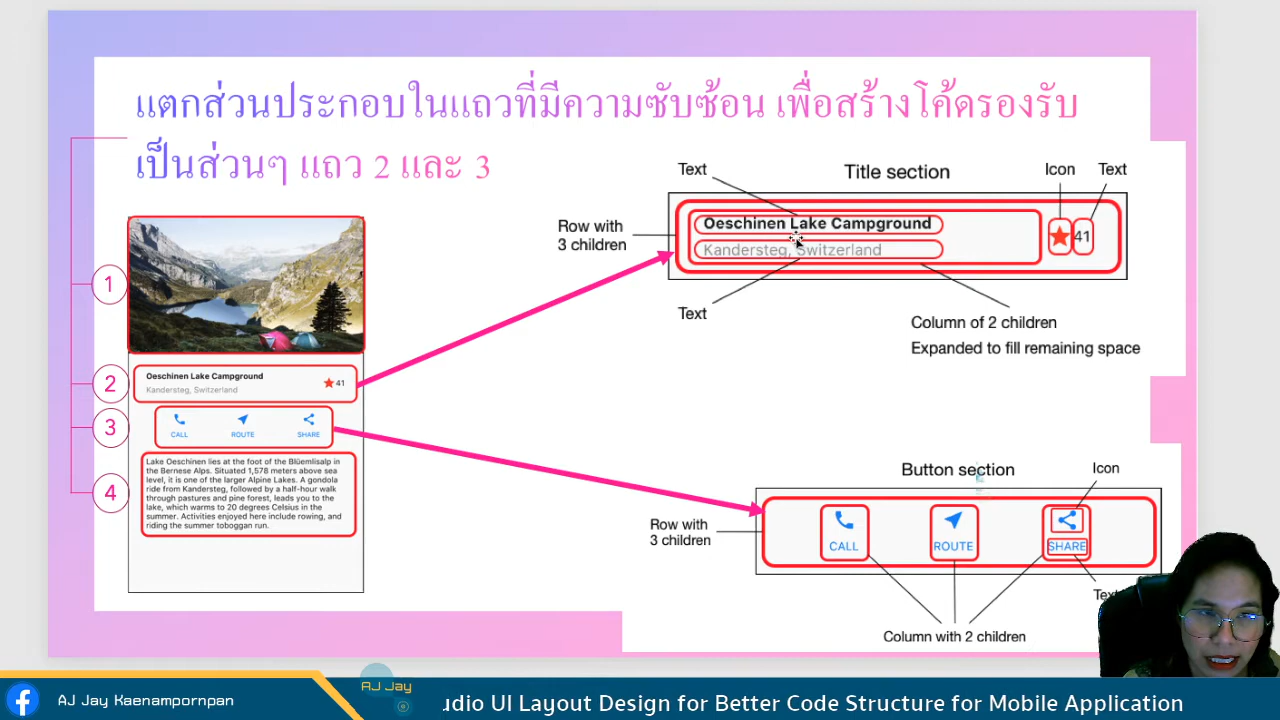 แตกส่วนประกอบในแถวที่มีความซับซ้อน เพื่อสร้างโค้ดรองรับ
เป็นส่วนๆ แถว 2 และ 3
1
2
3
4
Oeschinen Lake Campground
Kandersteg, Switzerland
41
CALL
ROUTE
SHARE
Lake Oeschinen lies at the foot of the Blüemlisalp in
the Bernese Alps. Situated 1,578 meters above sea
level, it is one of the larger Alpine Lakes. A gondola
ride from Kandersteg, followed by a half-hour walk
through pastures and pine forest, leads you to the
lake, which warms to 20 degrees Celsius in the
summer. Activities enjoyed here include rowing, and
riding the summer toboggan run.
Text
Title section
Icon
Text
Row with
3 children
Oeschinen Lake Campground
Kandersteg, Switzerland
41
Text
Column of 2 children
Expanded to fill remaining space
Button section
Icon
Row with
3 children
CALL
ROUTE
SHARE
Tex
Column with 2 children
AJ Jay Kaenampornpan
AJ Jay
udio UI Layout Design for Better Code Structure for Mobile Application